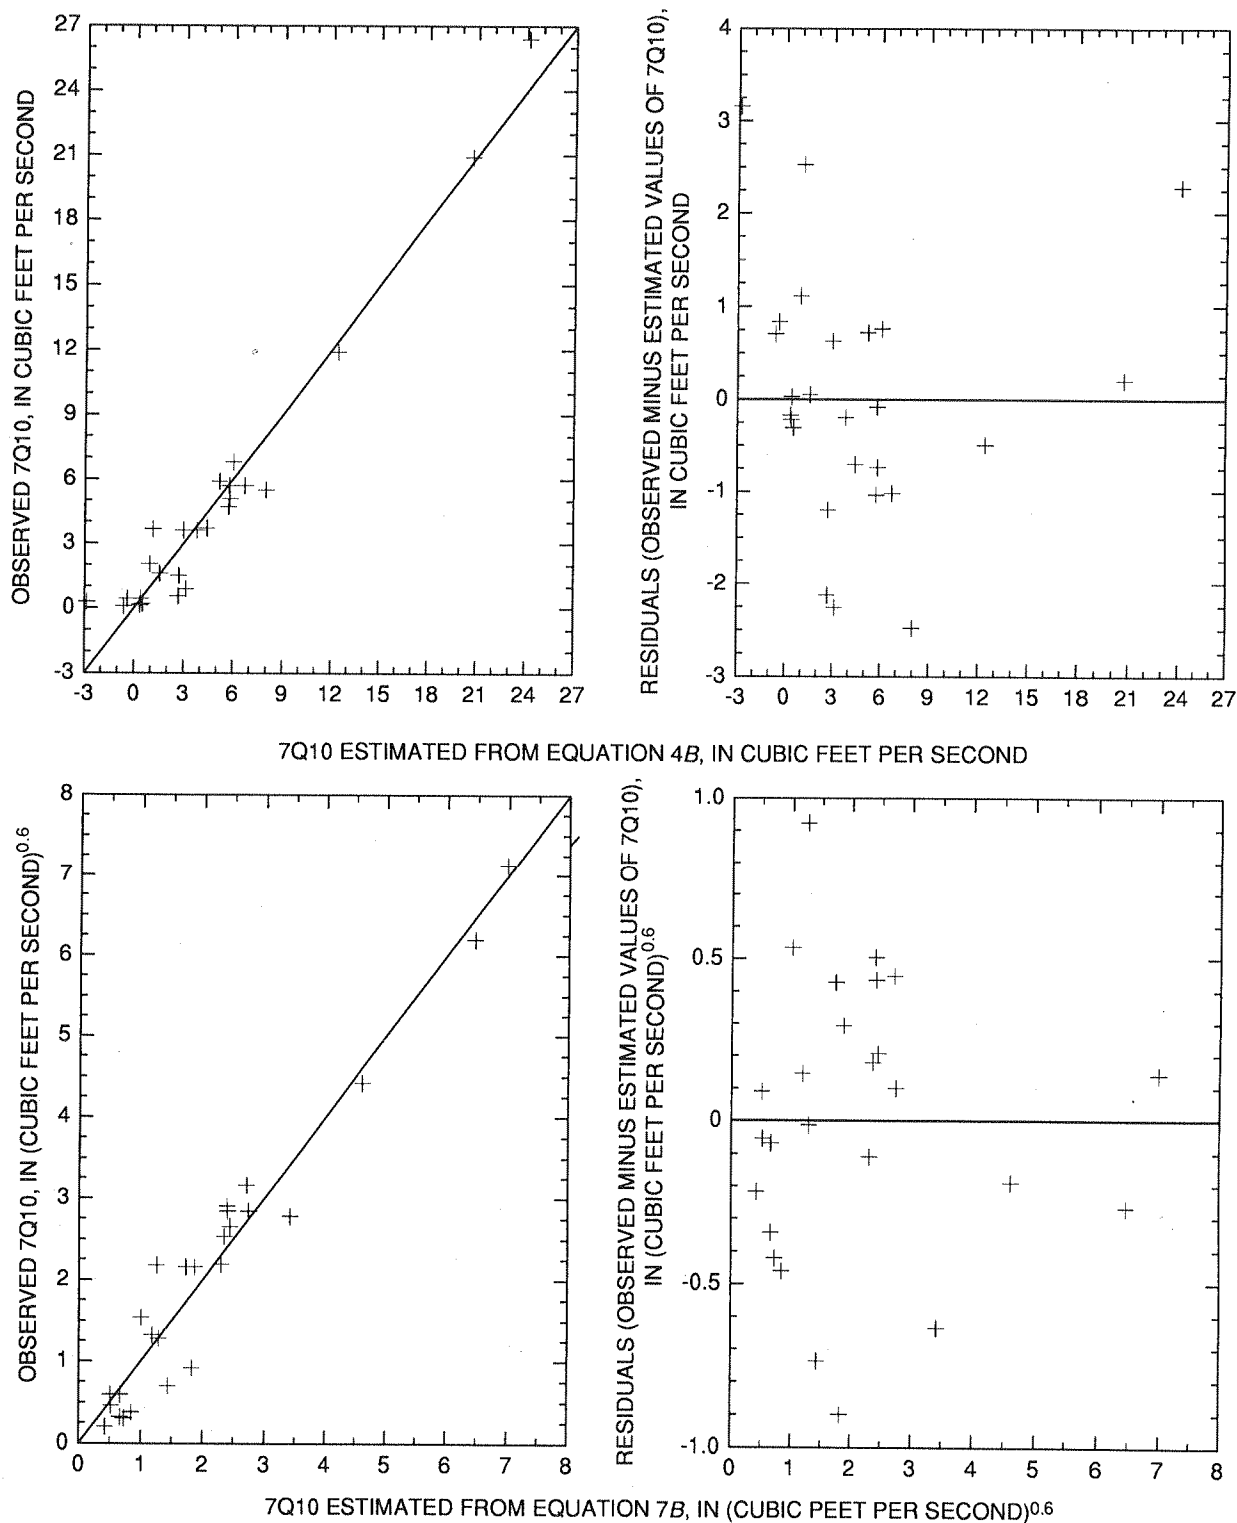 OBSERVED 7Q10, IN CUBIC FEET PER SECOND
27
24
21
18
15
12
9
6
3
0
-3
-3 0 3 6 9 12 15 18 21 24 27
RESIDUALS (OBSERVED MINUS ESTIMATED VALUES OF 7Q10),
IN CUBIC FEET PER SECOND
4
3
2
1
0
-1
-2
-3
-3 0 3 6 9 12 15 18 21 24 27
7Q10 ESTIMATED FROM EQUATION 4B, IN CUBIC FEET PER SECOND
OBSERVED 7Q10, IN (CUBIC FEET PER SECOND)0.6
8
7
6
5
4
3
2
1
0
0 1 2 3 4 5 6 7 8
RESIDUALS (OBSERVED MINUS ESTIMATED VALUES OF 7Q10),
IN (CUBIC FEET PER SECOND)0.6
1.0
0.5
0
-0.5
-1.0
0 1 2 3 4 5 6 7 8
7Q10 ESTIMATED FROM EQUATION 7B, IN (CUBIC PEET PER SECOND)0.6